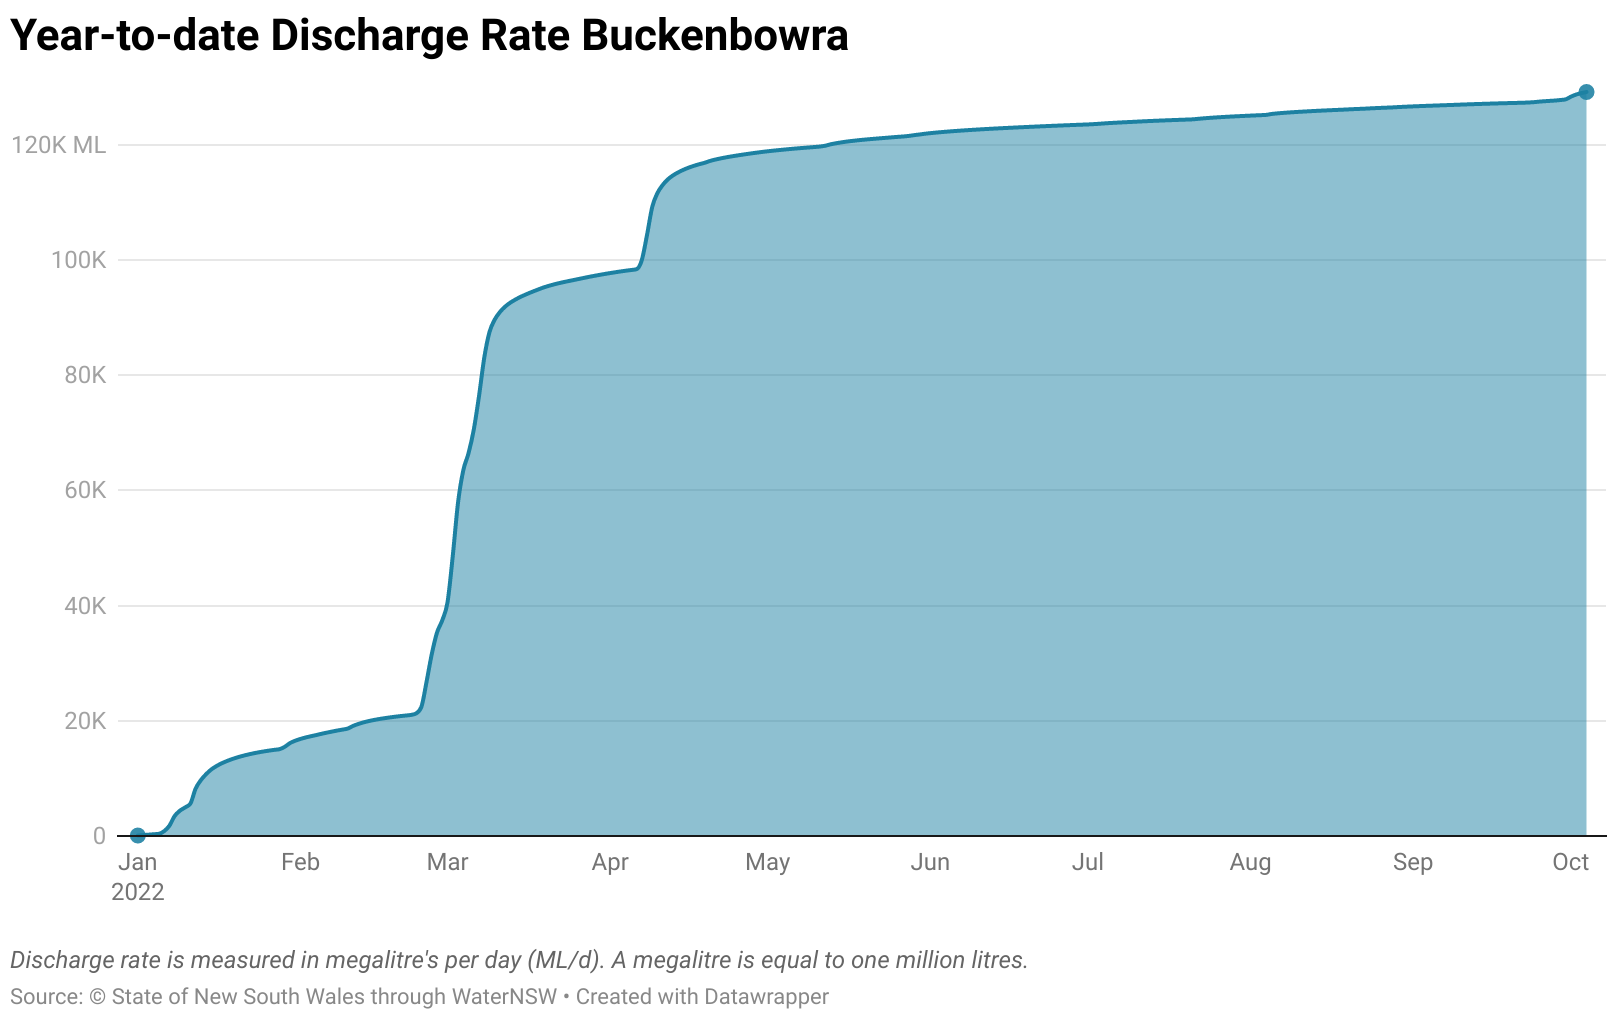 Year-to-date Discharge Rate Buckenbowra
120K ML
100K
80K
60K
40K
20K
0
Jan Feb Mar Apr May Jun Jul Aug Sep Oct
2022
Discharge rate is measured in megalitre's per day (ML/d). A megalitre is equal to one million litres.
Source: © State of New South Wales through WaterNSW • Created with Datawrapper